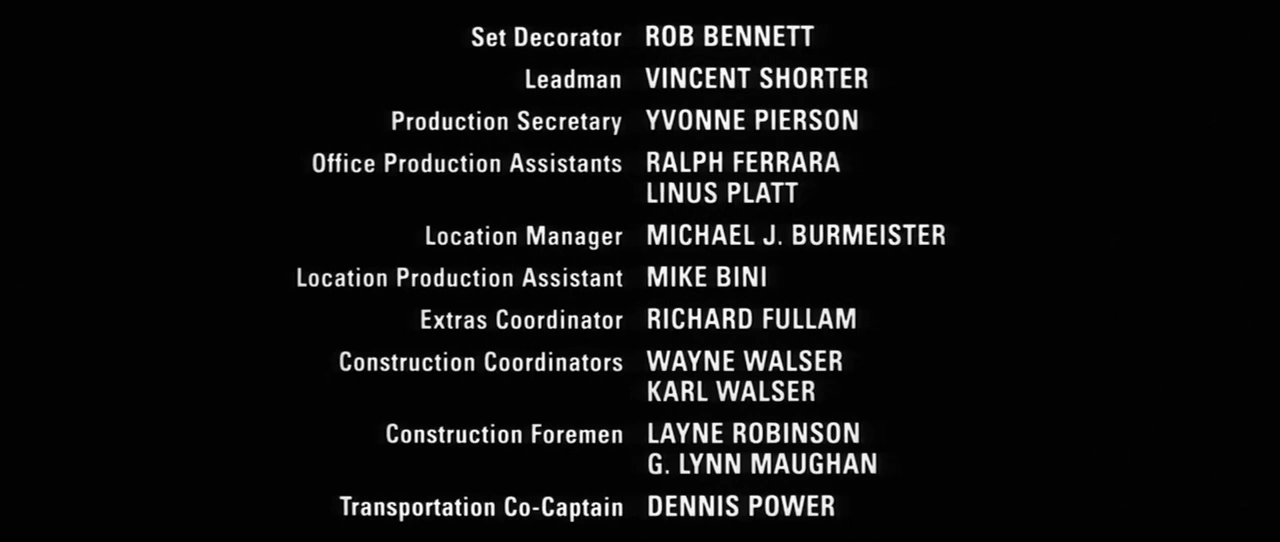 Set Decorator ROB BENNETT
Leadman VINCENT SHORTER
Production Secretary YVONNE PIERSON
Office Production Assistants RALPH FERRARA
LINUS PLATT
Location Manager MICHAEL J. BURMEISTER
Location Production Assistant MIKE BINI
Extras Coordinator RICHARD FULLAM
Construction Coordinators WAYNE WALSER
KARL WALSER
Construction Foremen LAYNE ROBINSON
G. LYNN MAUGHAN
Transportation Co-Captain DENNIS POWER